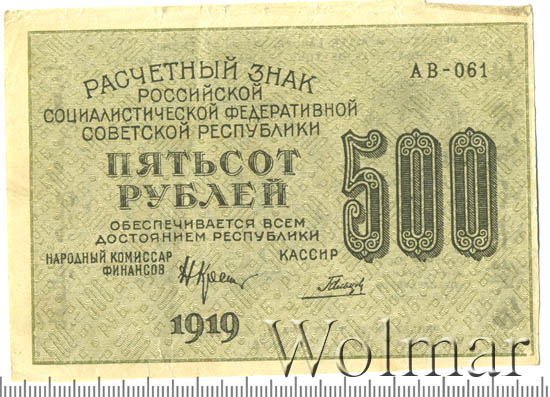 РАСЧЕТНЫЙ ЗНАК
АВ-061
РОССИЙСКОЙ
СОЦИАЛИСТИЧЕСКОЙ ФЕДЕРАТИВНОЙ
СОВЕТСКОЙ РЕСПУБЛИКИ
ПЯТЬСОТ
РУБЛЕЙ
500
ОБЕСПЕЧИВАЕТСЯ ВСЕМ
ДОСТОЯНИЕМ РЕСПУБЛИКИ
НАРОДНЫЙ КОМИССАР
ФИНАНСОВ
КАССИР
1919
Wolmar